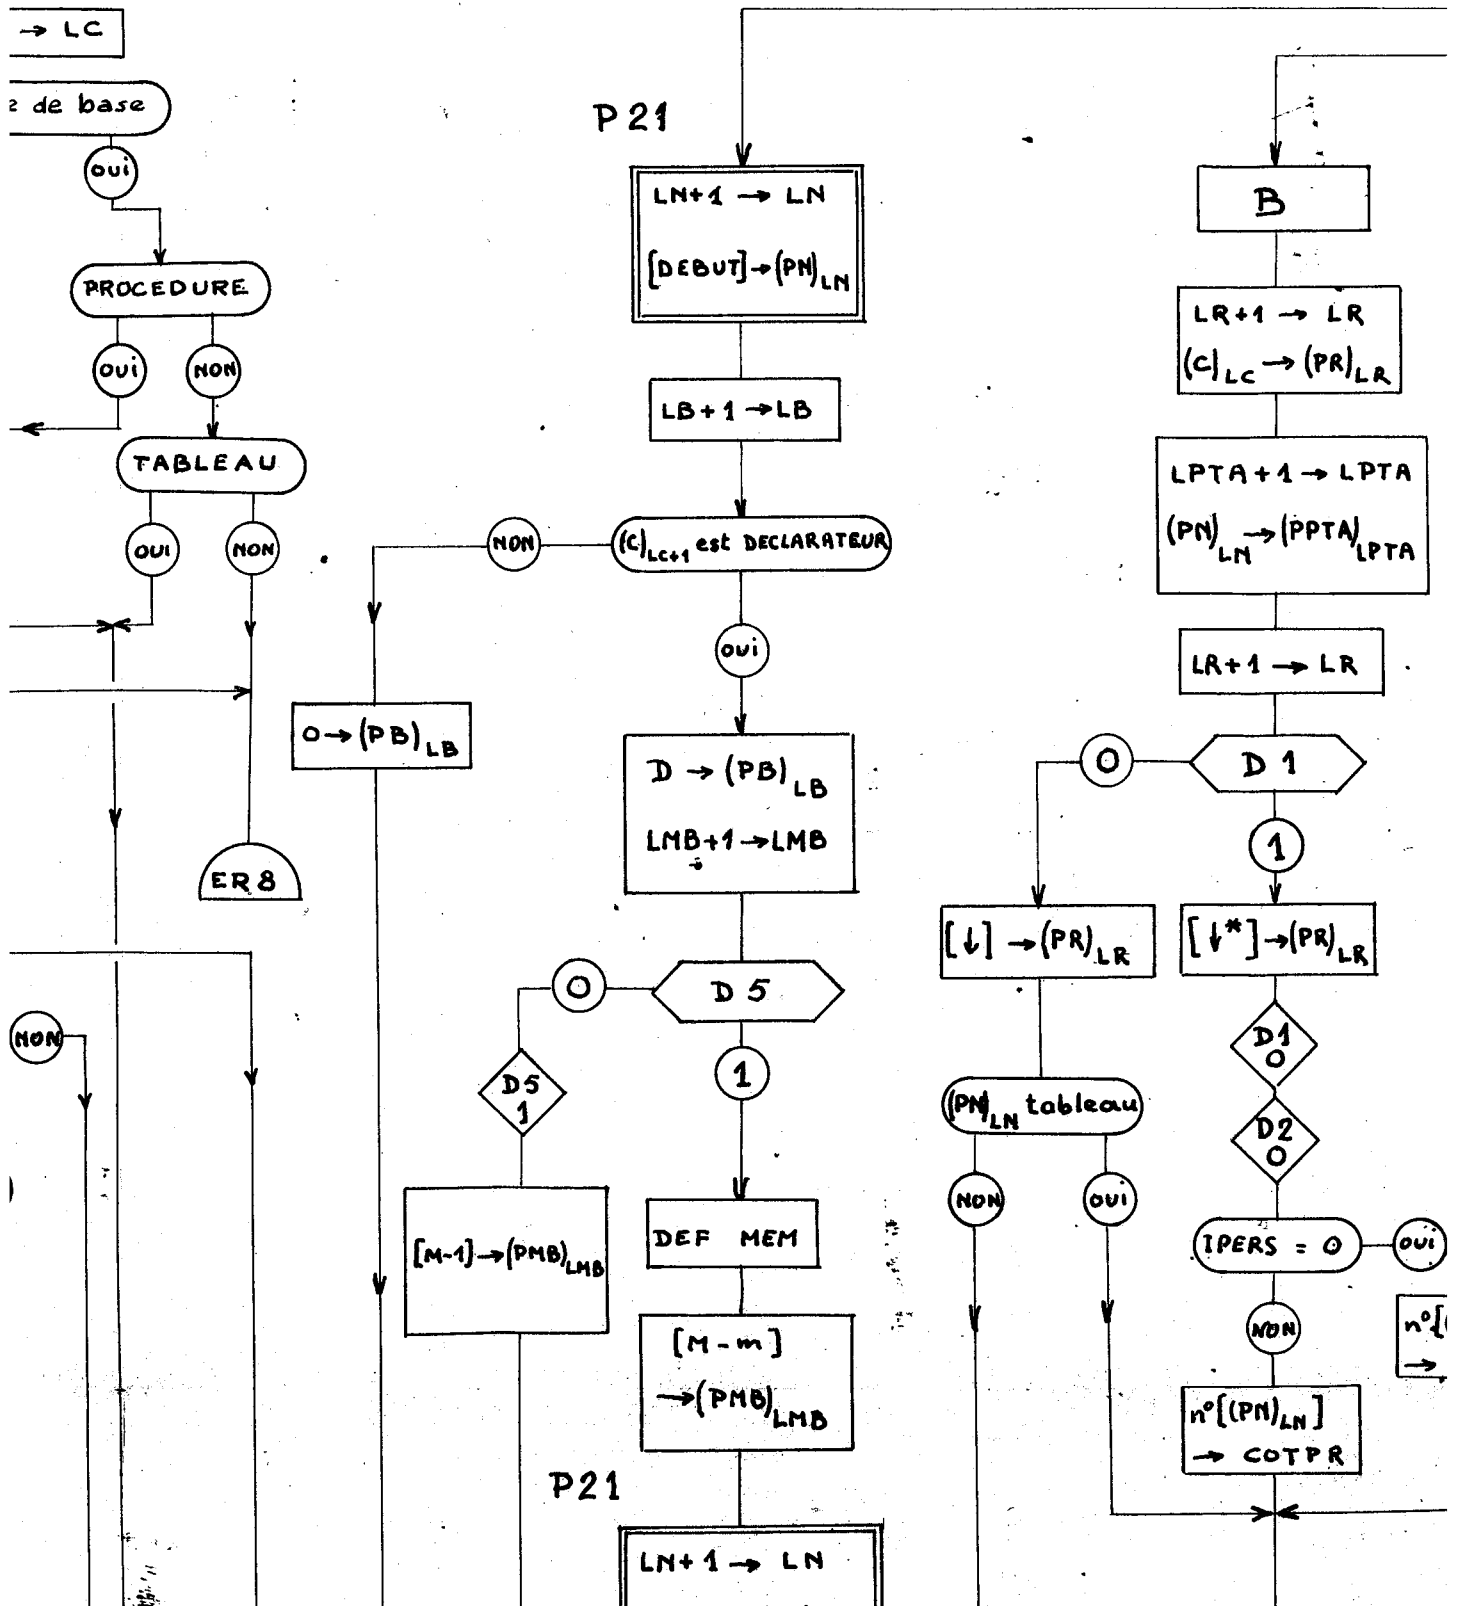 → LC
de base
OUi
PROCEDURE
OUi
NON
TABLEAU
OUI
NON
ER8
NON
P21
LN+1 → LN
[DEBUT]→(PN)LN
LB+1→LB
(C)LC+1 est DECLARATEUR
NON
OUi
O→(PB)LB
D→(PB)LB
LMB+1→LMB
D5
0
1
D5
1
[M-1]→(PMB)LMB
DEF MEM
[M-m]
→(PMB)LMB
P21
LN+1→ LN
B
LR+1 → LR
(C)LC→(PR)LR
LPTA+1→ LPTA
(PN)LN→(PPTA)LPTA
LR+1→ LR
D1
0
1
[↓]→(PR)LR
[↓*]→(PR)LR
D1
0
(PN)LN tableau
D2
0
NON
OUi
IPERS = 0
OUi
NON
n°[(PN)LN]
→ COTPR
n°[(
→